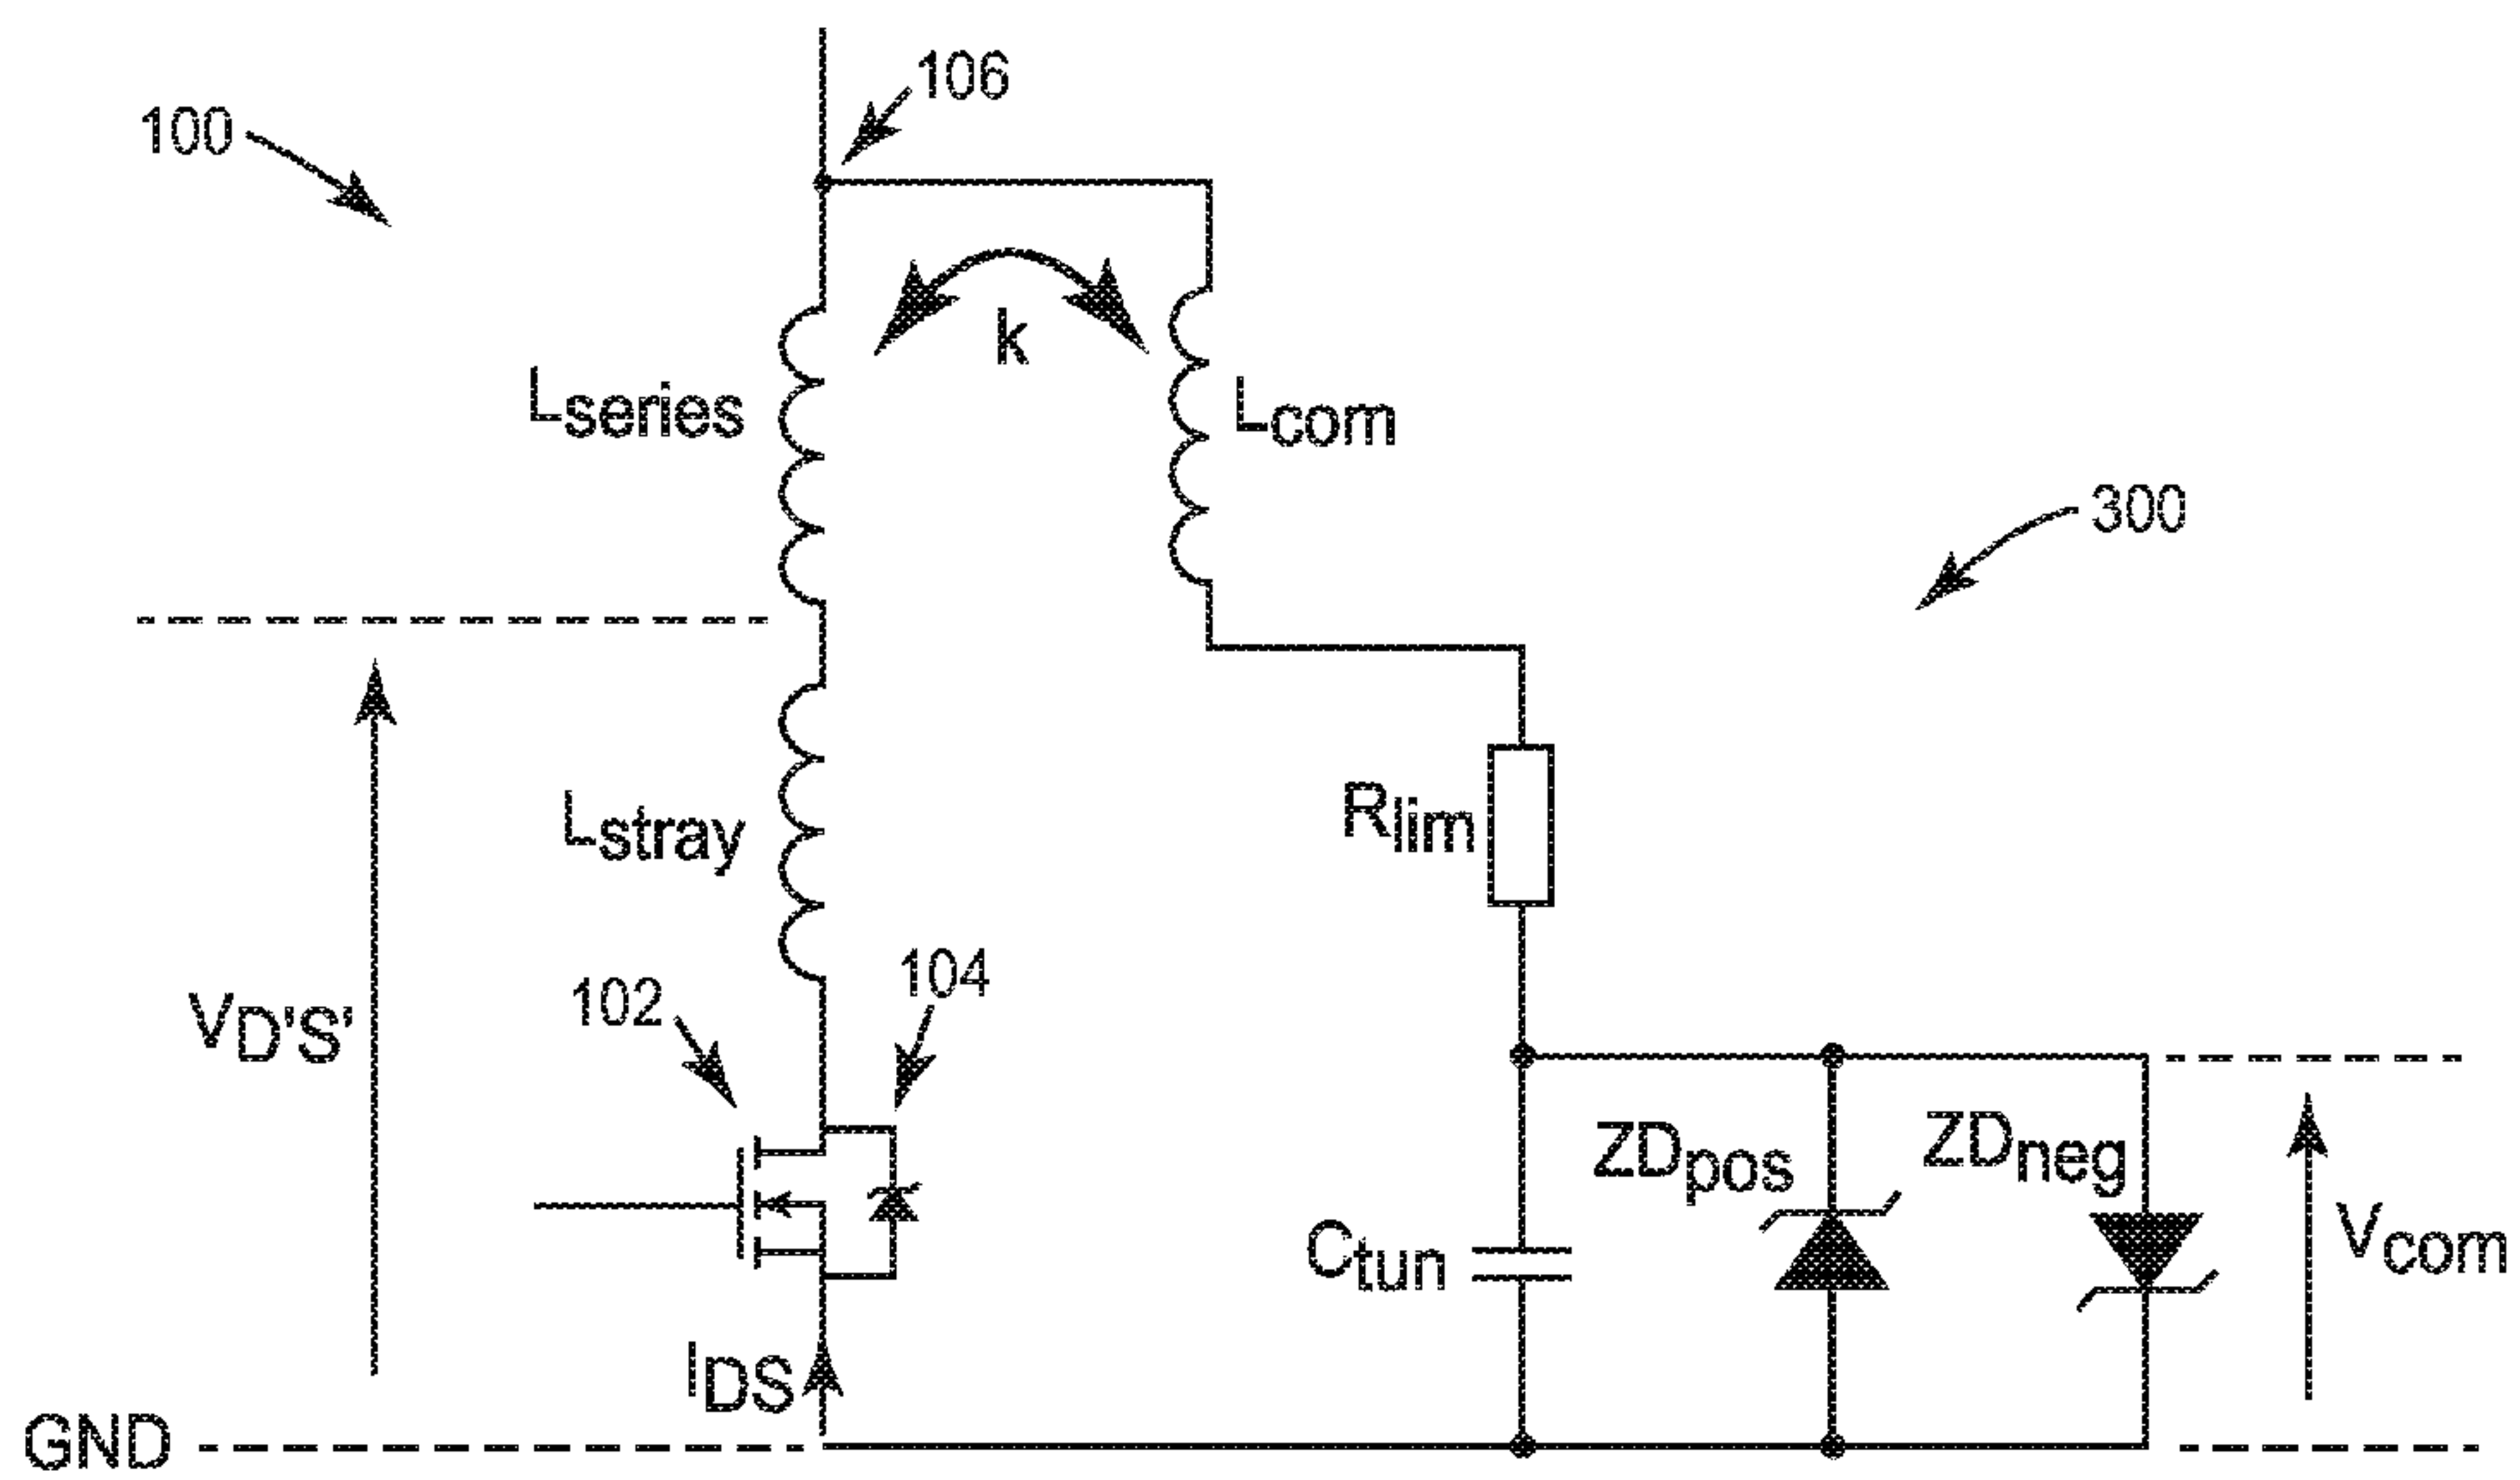 106
100
k
Lseries
Lcom
300
Lstray
Rlim
102
104
VD'S'
ZDpos
ZDneg
Ctun
Vcom
IDS
GND